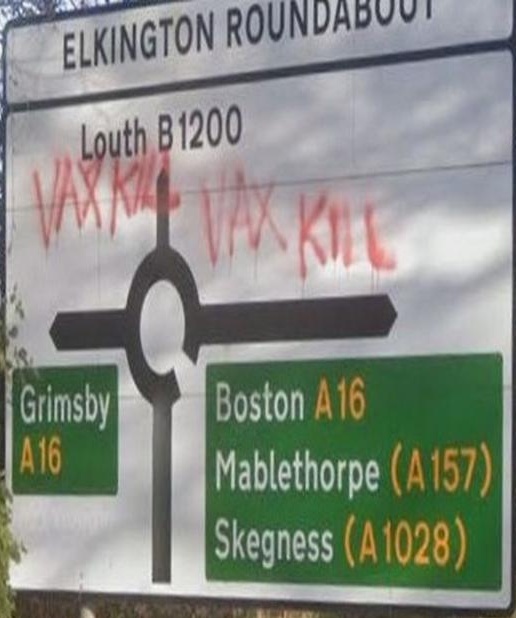 ELKINGTON ROUNDABOUT
Louth B1200
VAX KILL VAX KILL
Grimsby
A16
Boston A16
Mablethorpe (A157)
Skegness (A1028)